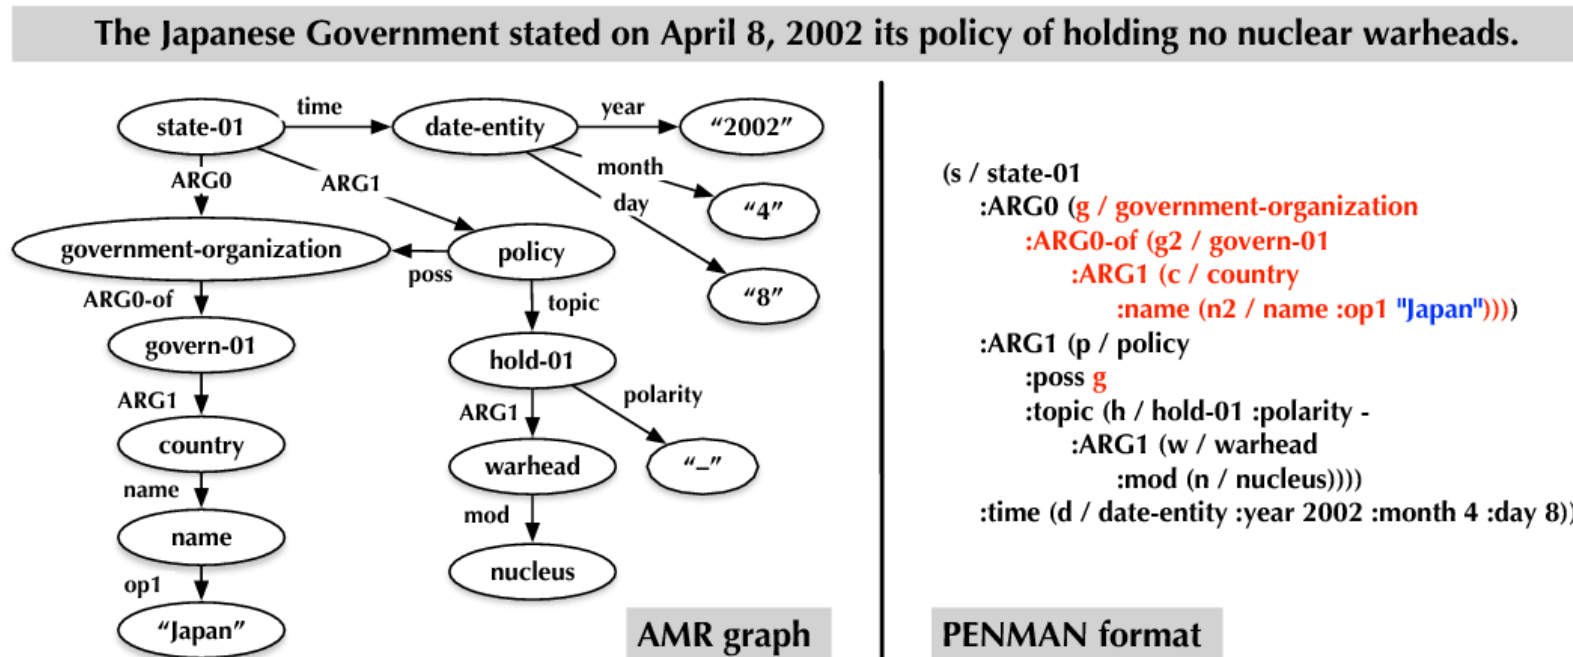 The Japanese Government stated on April 8, 2002 its policy of holding no nuclear warheads.
state-01
time
date-entity
year
“2002”
month
“4”
day
“8”
ARG0
ARG1
government-organization
poss
policy
ARG0-of
topic
govern-01
hold-01
ARG1
ARG1
polarity
country
warhead
“–”
name
mod
name
nucleus
op1
“Japan”
AMR graph
(s / state-01
:ARG0 (g / government-organization
:ARG0-of (g2 / govern-01
:ARG1 (c / country
:name (n2 / name :op1 "Japan"))))
:ARG1 (p / policy
:poss g
:topic (h / hold-01 :polarity -
:ARG1 (w / warhead
:mod (n / nucleus))))
:time (d / date-entity :year 2002 :month 4 :day 8))
PENMAN format